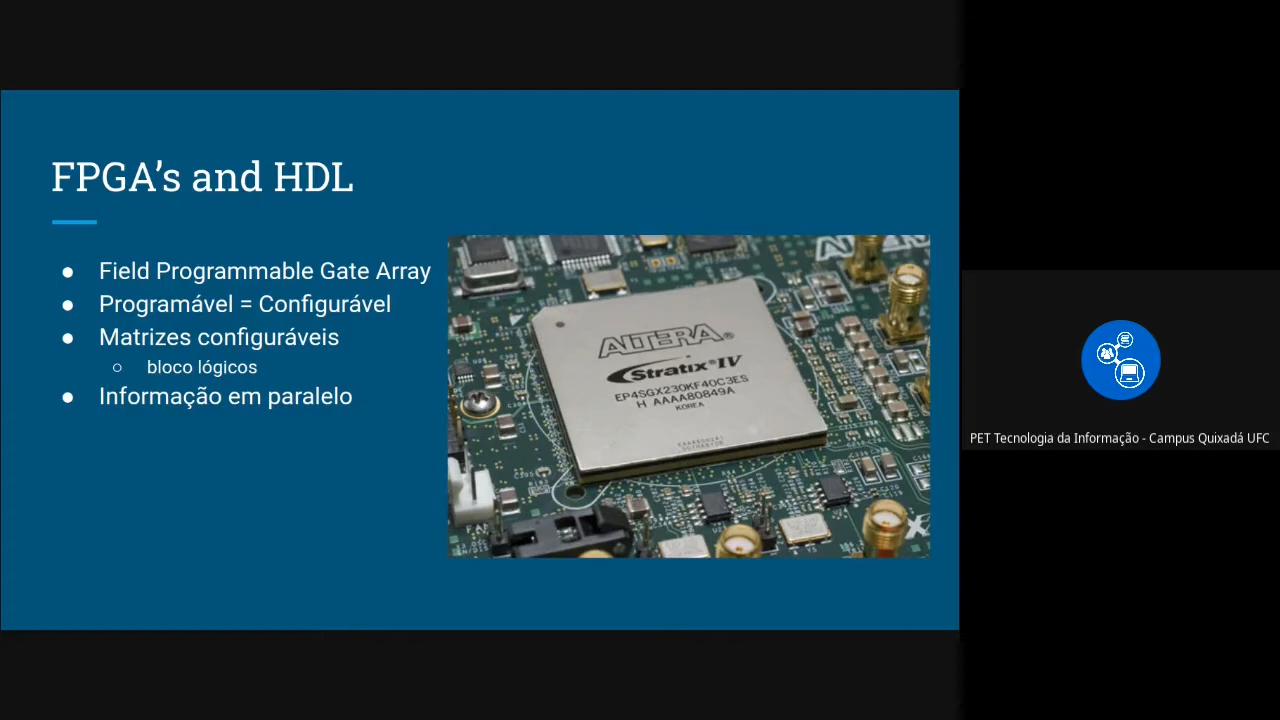 FPGA’s and HDL
● Field Programmable Gate Array
● Programável = Configurável
● Matrizes configuráveis
○ bloco lógicos
● Informação em paralelo
ALTERA®
Stratix® IV
EP4SGX230KF40C3ES
H AAAA80849A
KOREA
PET Tecnologia da Informação - Campus Quixadá UFC